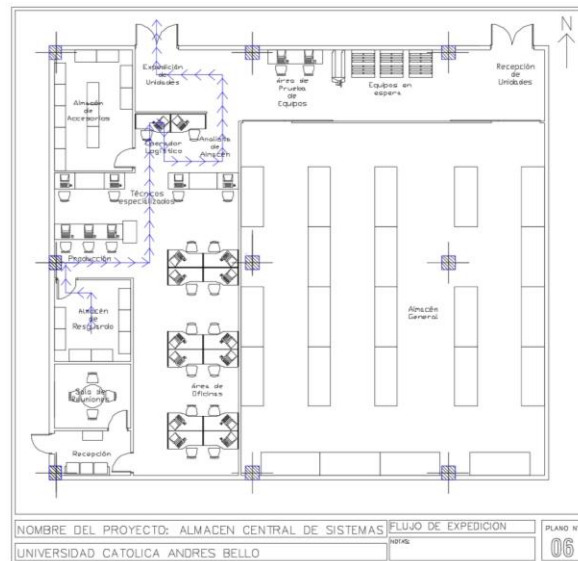 N
Expedición
de
Unidades
Área de
Prueba
de
Equipos
Equipos en
espera
Recepción
de
Unidades
Almacén
de
Accesorios
Operador
Logístico
Analista
de
Almacén
Técnicos
especializados
Producción
Almacén
de
Resguardo
Almacén
General
Sala de
Reuniones
Área de
Oficinas
Recepción
NOMBRE DEL PROYECTO: ALMACEN CENTRAL DE SISTEMAS
FLUJO DE EXPEDICION
PLANO Nº
UNIVERSIDAD CATOLICA ANDRES BELLO
NOTAS:
06